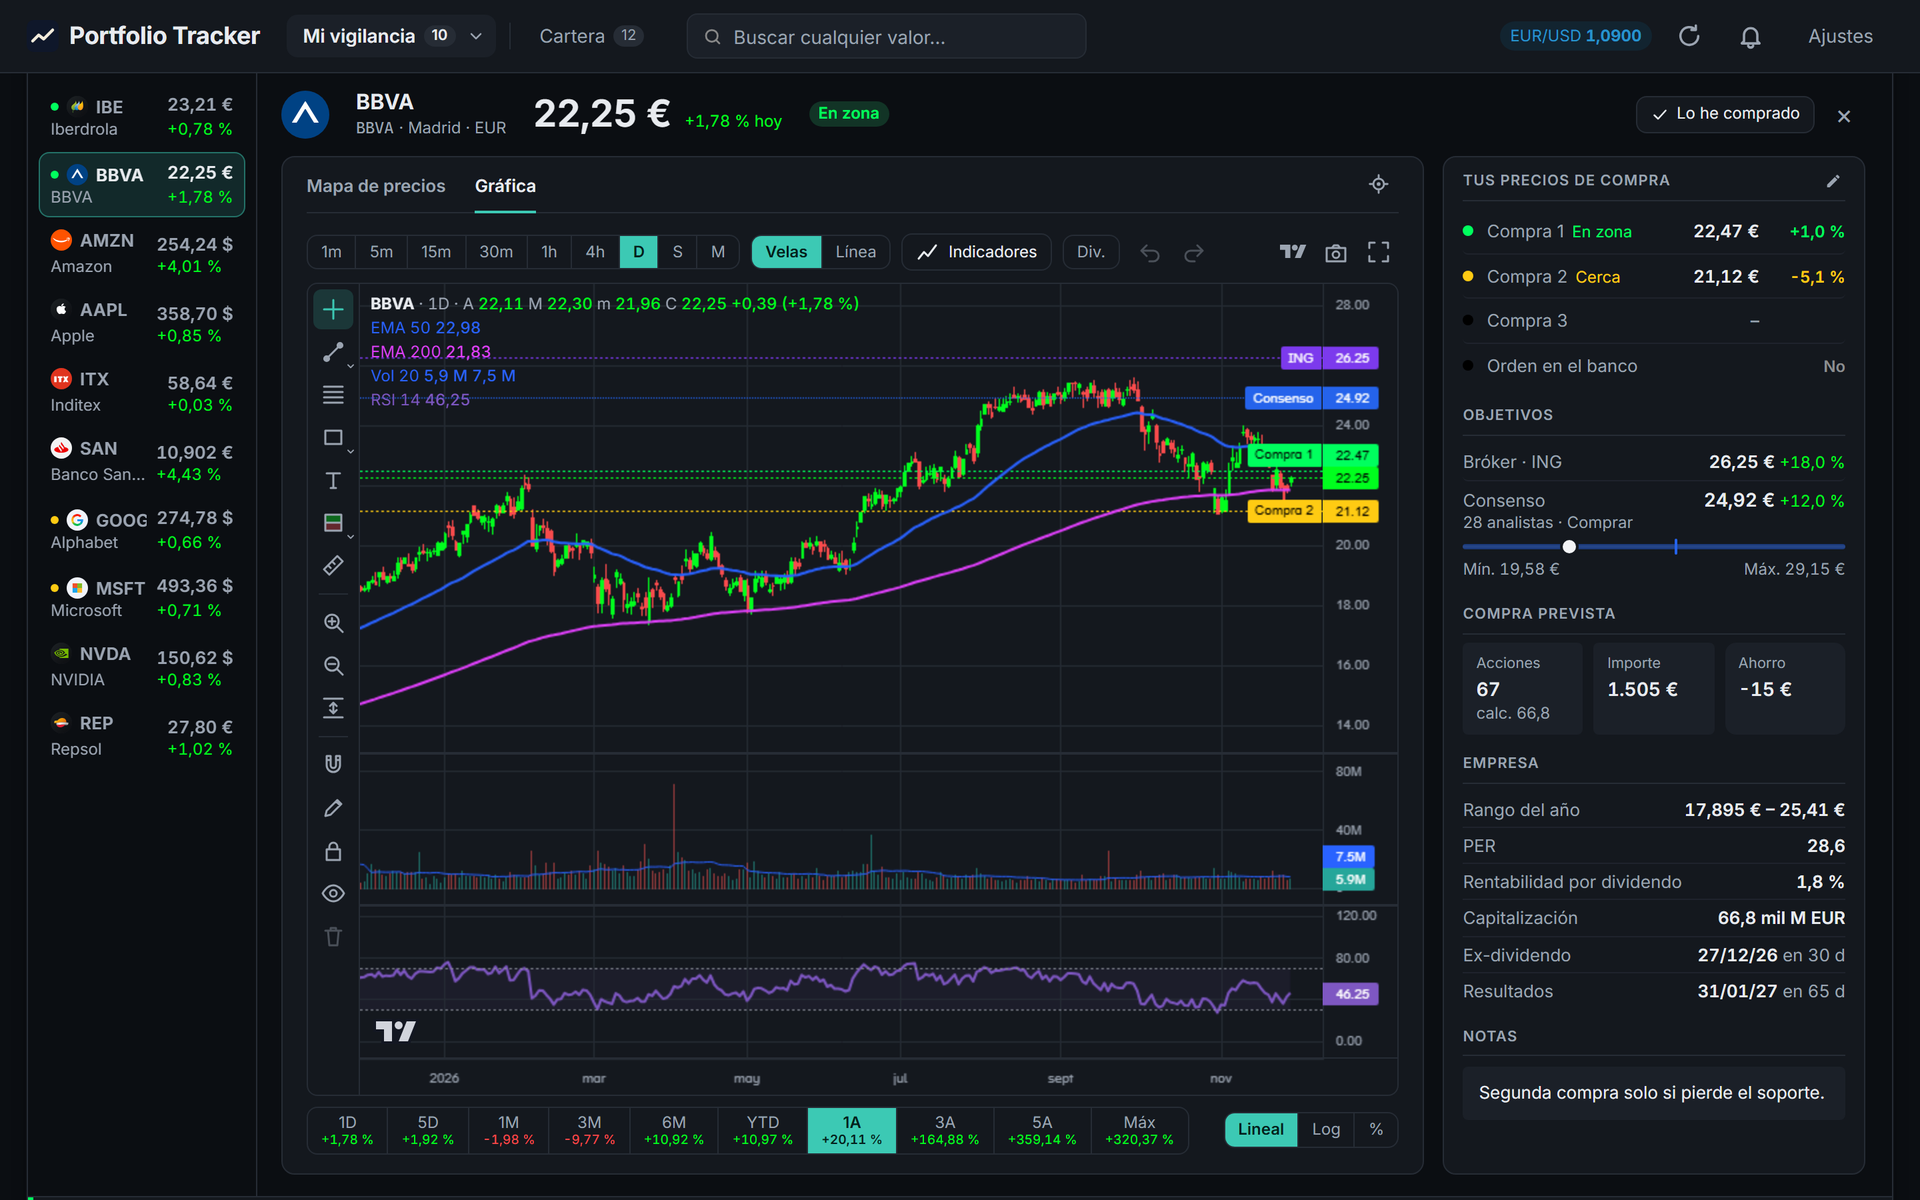 Portfolio Tracker
Mi vigilancia 10
Cartera 12
Buscar cualquier valor...
EUR/USD 1,0900
Ajustes
IBE 23,21 €
Iberdrola +0,78 %
BBVA 22,25 €
BBVA +1,78 %
AMZN 254,24 $
Amazon +4,01 %
AAPL 358,70 $
Apple +0,85 %
ITX 58,64 €
Inditex +0,03 %
SAN 10,902 €
Banco San... +4,43 %
GOOG 274,78 $
Alphabet +0,66 %
MSFT 493,36 $
Microsoft +0,71 %
NVDA 150,62 $
NVIDIA +0,83 %
REP 27,80 €
Repsol +1,02 %
BBVA
BBVA · Madrid · EUR
22,25 € +1,78 % hoy
En zona
Lo he comprado
Mapa de precios Gráfica
1m 5m 15m 30m 1h 4h D S M
Velas Línea
Indicadores
Div.
BBVA · 1D · A 22,11 M 22,30 m 21,96 C 22,25 +0,39 (+1,78 %)
EMA 50 22,98
EMA 200 21,83
Vol 20 5,9 M 7,5 M
RSI 14 46,25
28.00
ING 26.25
Consenso 24.92
24.00
Compra 1 22.47
22.25
Compra 2 21.12
20.00
18.00
16.00
14.00
80M
40M
7.5M
5.9M
120.00
80.00
46.25
0.00
2026 mar may jul sept nov
1D 5D 1M 3M 6M YTD 1A 3A 5A Máx
+1,78 % +1,92 % -1,98 % -9,77 % +10,92 % +10,97 % +20,11 % +164,88 % +359,14 % +320,37 %
Lineal Log %
TUS PRECIOS DE COMPRA
Compra 1 En zona 22,47 € +1,0 %
Compra 2 Cerca 21,12 € -5,1 %
Compra 3 –
Orden en el banco No
OBJETIVOS
Bróker · ING 26,25 € +18,0 %
Consenso 24,92 € +12,0 %
28 analistas · Comprar
Mín. 19,58 € Máx. 29,15 €
COMPRA PREVISTA
Acciones Importe Ahorro
67 1.505 € -15 €
calc. 66,8
EMPRESA
Rango del año 17,895 € – 25,41 €
PER 28,6
Rentabilidad por dividendo 1,8 %
Capitalización 66,8 mil M EUR
Ex-dividendo 27/12/26 en 30 d
Resultados 31/01/27 en 65 d
NOTAS
Segunda compra solo si pierde el soporte.